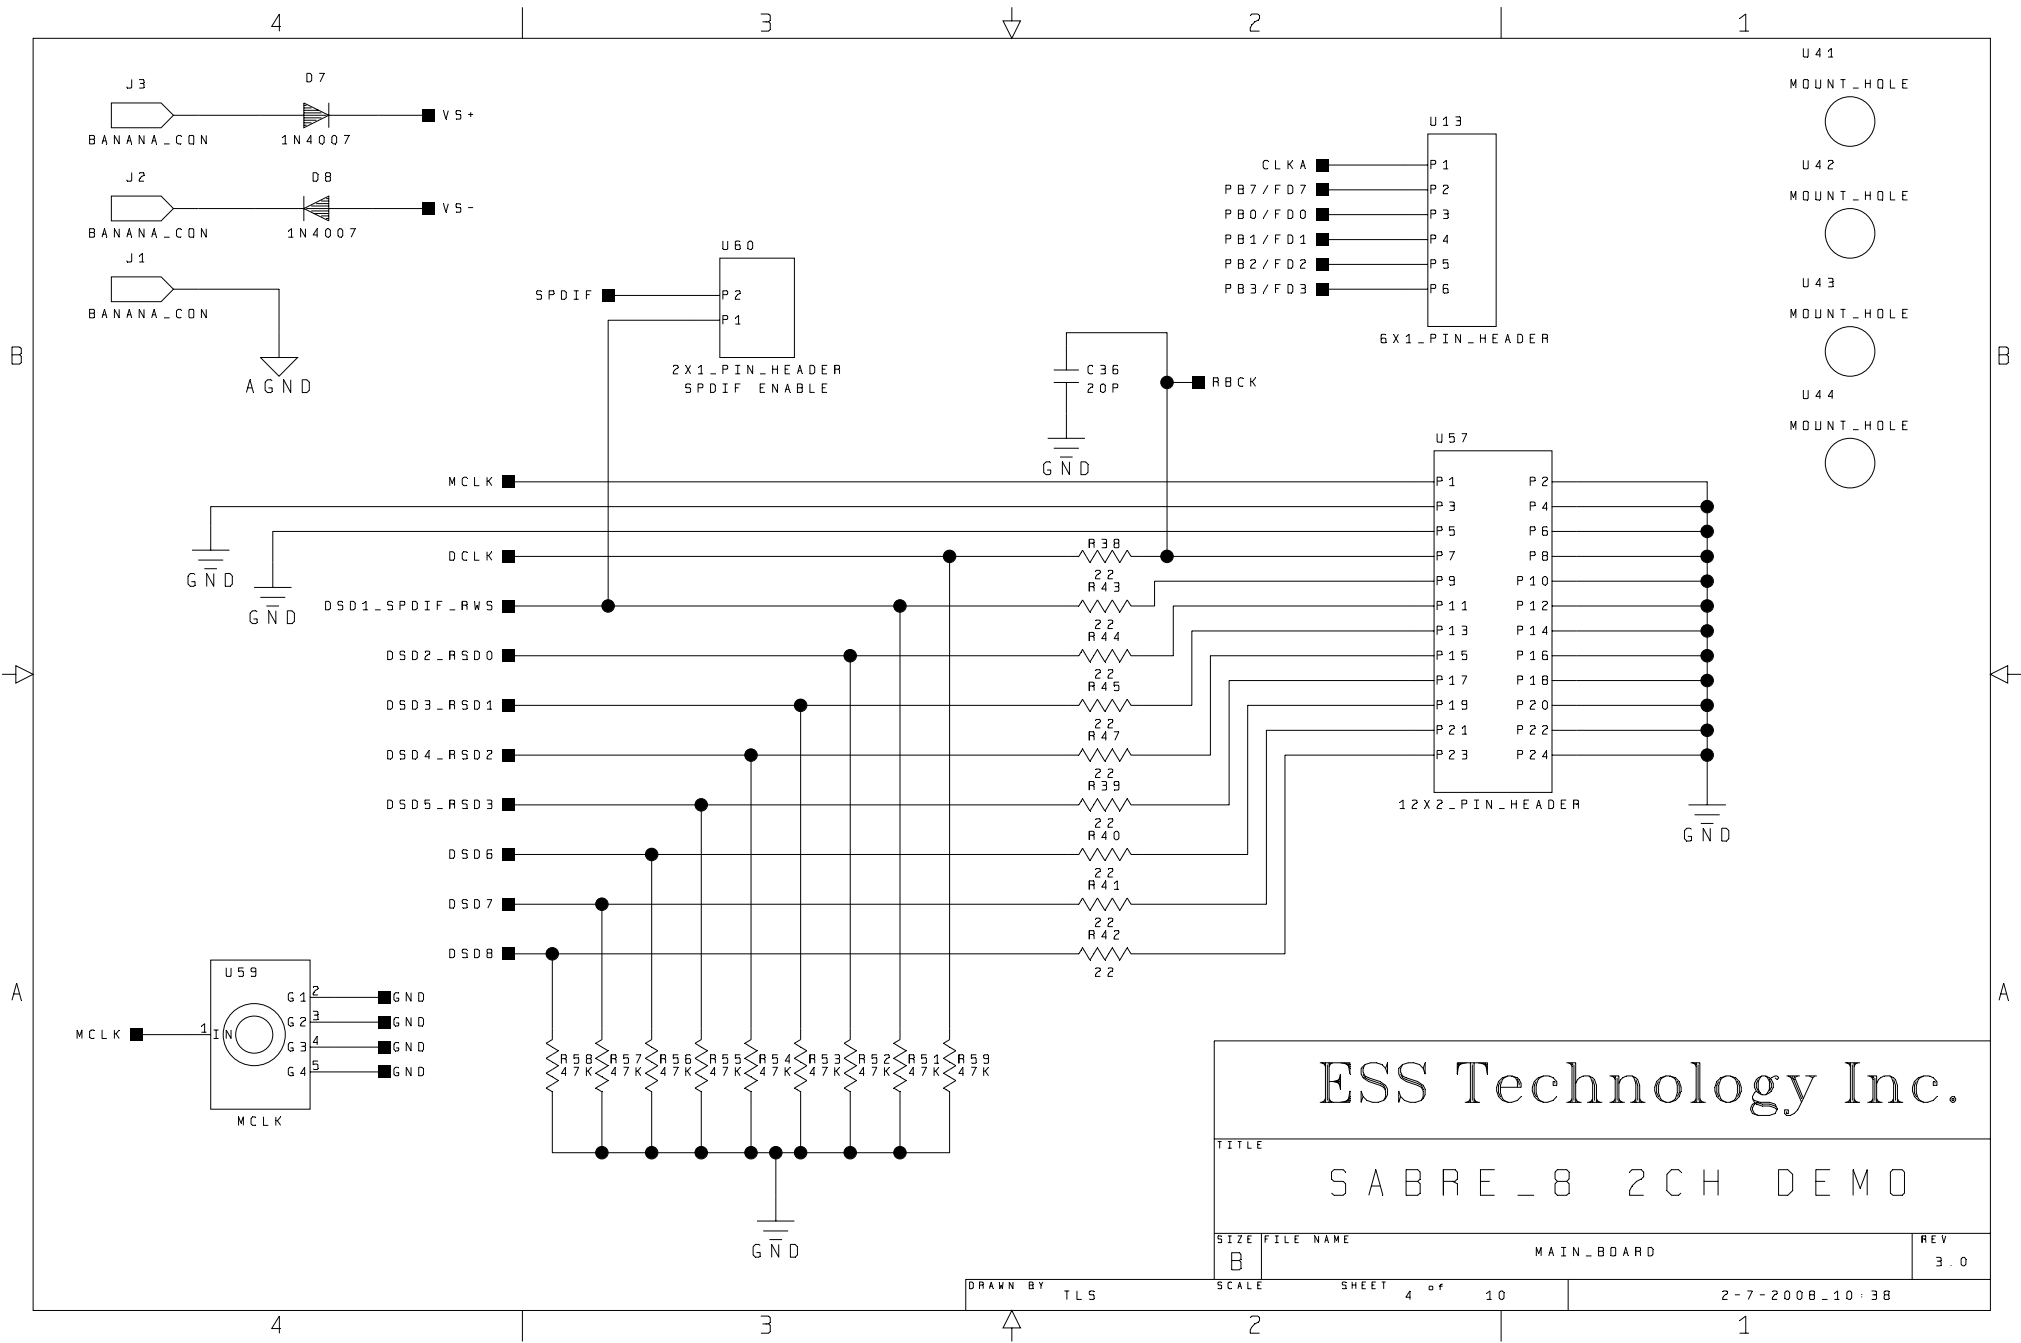 4 3 2 1
J3
BANANA_CON
D7
1N4007
VS+
J2
BANANA_CON
D8
1N4007
VS-
J1
BANANA_CON
AGND
U60
SPDIF
P2
P1
2X1_PIN_HEADER
SPDIF ENABLE
U13
CLKA P1
PB7/FD7 P2
PB0/FD0 P3
PB1/FD1 P4
PB2/FD2 P5
PB3/FD3 P6
6X1_PIN_HEADER
U41
MOUNT_HOLE
U42
MOUNT_HOLE
U43
MOUNT_HOLE
U44
MOUNT_HOLE
B
B
C36
20P
RBCK
GND
U57
MCLK P1 P2
P3 P4
P5 P6
DCLK R38 P7 P8
22
GND
GND
R43 P9 P10
DSD1_SPDIF_RWS P11 P12
22
R44 P13 P14
DSD2_RSD0 P15 P16
22
R45 P17 P18
DSD3_RSD1 P19 P20
22
R47 P21 P22
DSD4_RSD2 P23 P24
22
R39
DSD5_RSD3
12X2_PIN_HEADER
GND
22
R40
DSD6
22
R41
DSD7
22
R42
DSD8
22
A
A
U59
MCLK 1 IN
G1 2 GND
G2 3 GND
G3 4 GND
G4 5 GND
MCLK
R58 R57 R56 R55 R54 R53 R52 R51 R59
47K 47K 47K 47K 47K 47K 47K 47K 47K
GND
ESS Technology Inc.
TITLE
SABRE_8 2CH DEMO
SIZE FILE NAME REV
B MAIN_BOARD 3.0
DRAWN BY TLS SCALE SHEET 4 of 10 2-7-2008_10:38
4 3 2 1